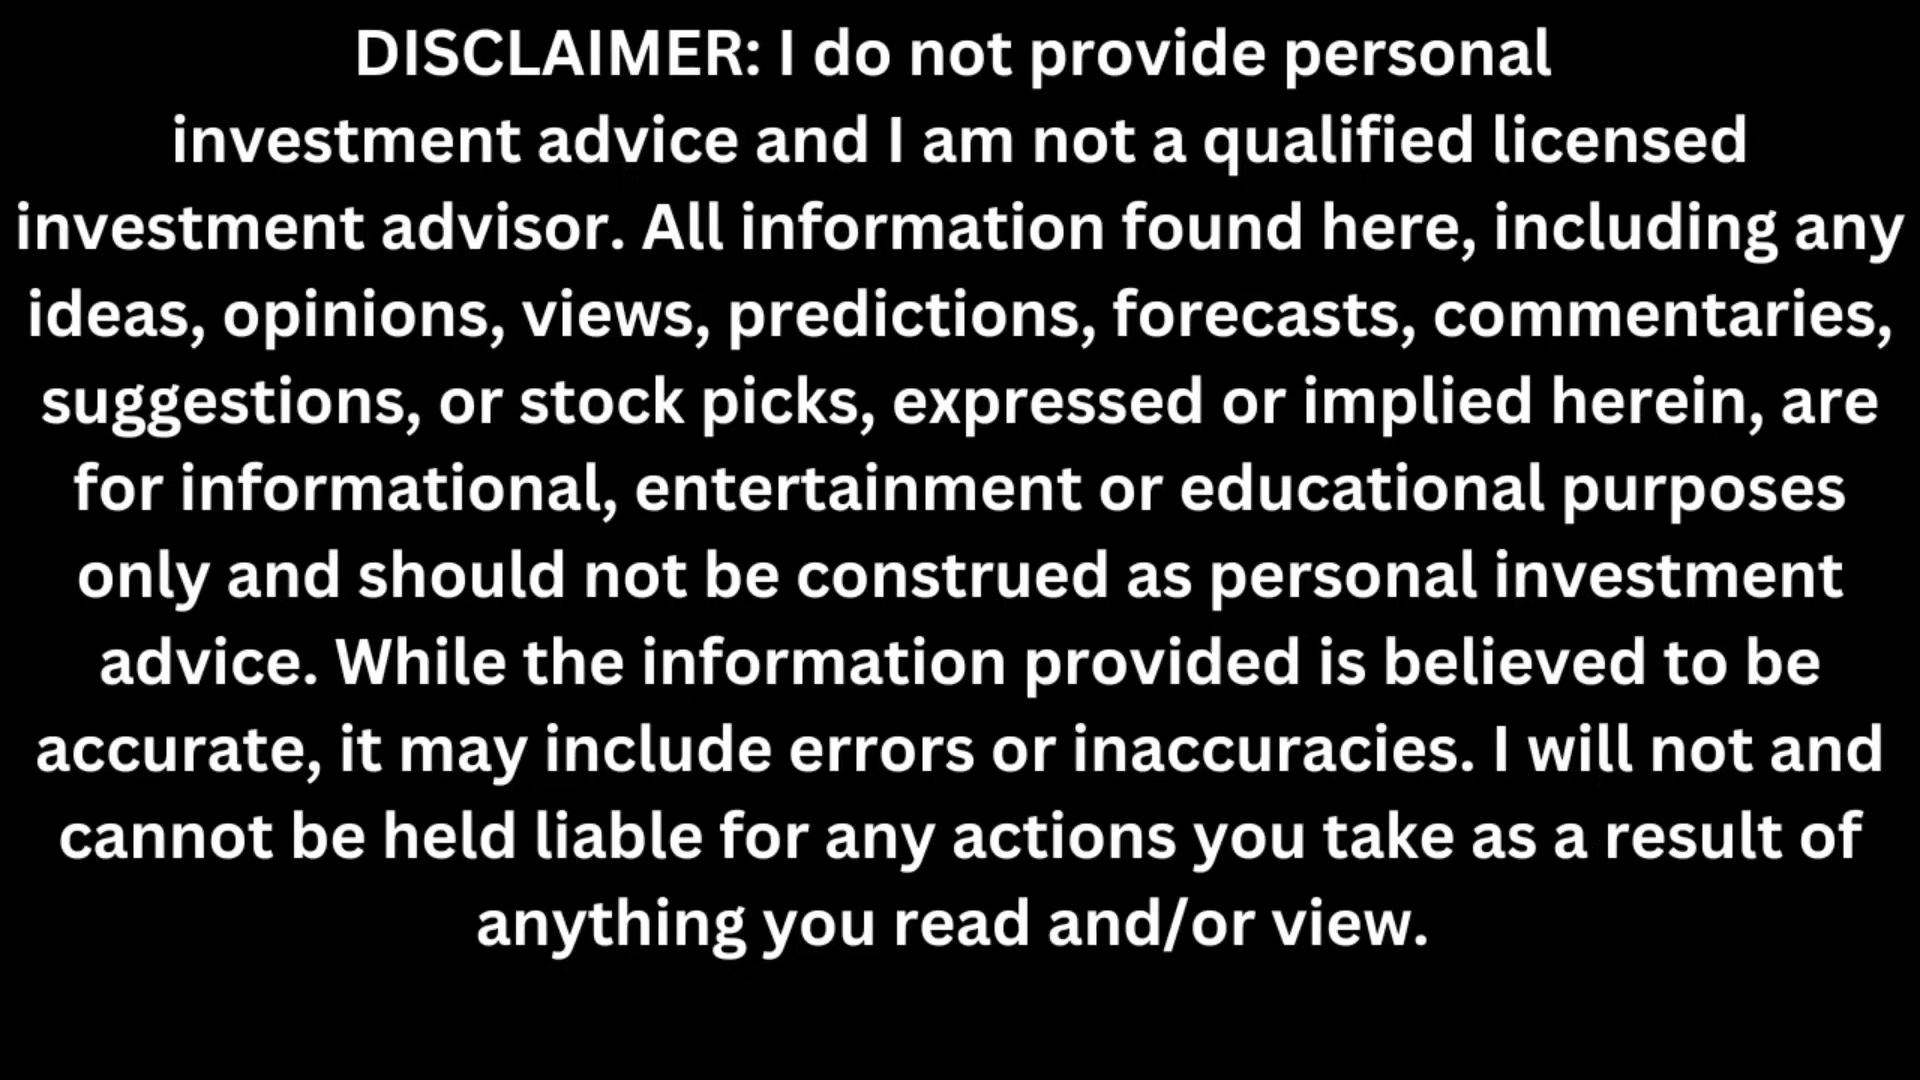 DISCLAIMER: I do not provide personal
investment advice and I am not a qualified licensed
investment advisor. All information found here, including any
ideas, opinions, views, predictions, forecasts, commentaries,
suggestions, or stock picks, expressed or implied herein, are
for informational, entertainment or educational purposes
only and should not be construed as personal investment
advice. While the information provided is believed to be
accurate, it may include errors or inaccuracies. I will not and
cannot be held liable for any actions you take as a result of
anything you read and/or view.